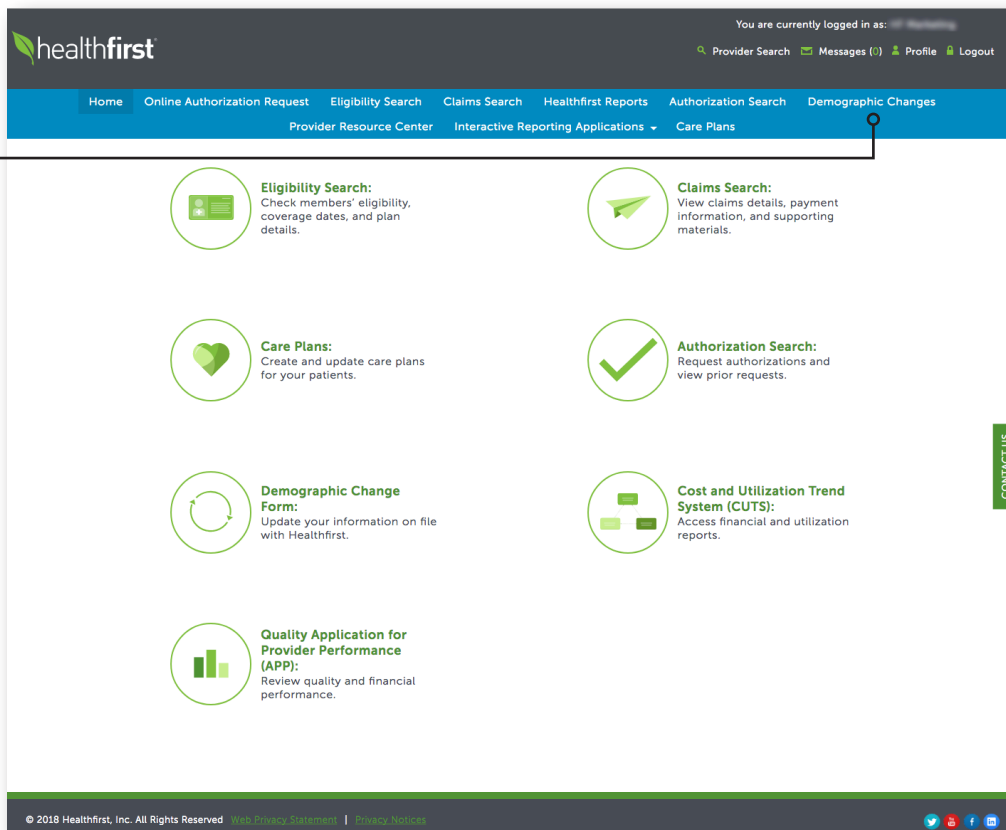 You are currently logged in as:
healthfirst
Provider Search Messages (0) Profile Logout
Home Online Authorization Request Eligibility Search Claims Search Healthfirst Reports Authorization Search Demographic Changes
Provider Resource Center Interactive Reporting Applications Care Plans
Eligibility Search:
Check members' eligibility,
coverage dates, and plan
details.
Claims Search:
View claims details, payment
information, and supporting
materials.
Care Plans:
Create and update care plans
for your patients.
Authorization Search:
Request authorizations and
view prior requests.
CONTACT US
Demographic Change
Form:
Update your information on file
with Healthfirst.
Cost and Utilization Trend
System (CUTS):
Access financial and utilization
reports.
Quality Application for
Provider Performance
(APP):
Review quality and financial
performance.
© 2018 Healthfirst, Inc. All Rights Reserved Web Privacy Statement | Privacy Notices